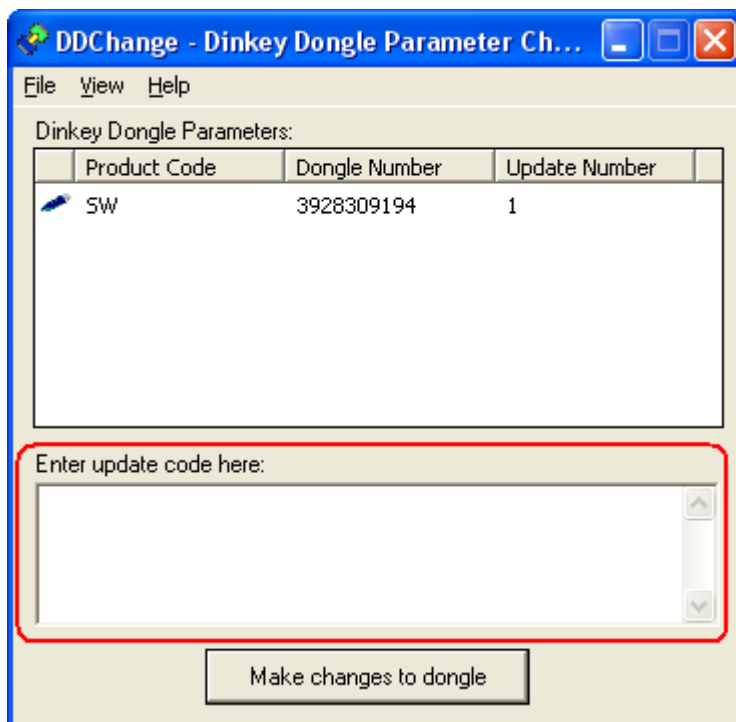 DDChange - Dinkey Dongle Parameter Ch...
File View Help
Dinkey Dongle Parameters:
Product Code Dongle Number Update Number
SW 3928309194 1
Enter update code here:
Make changes to dongle